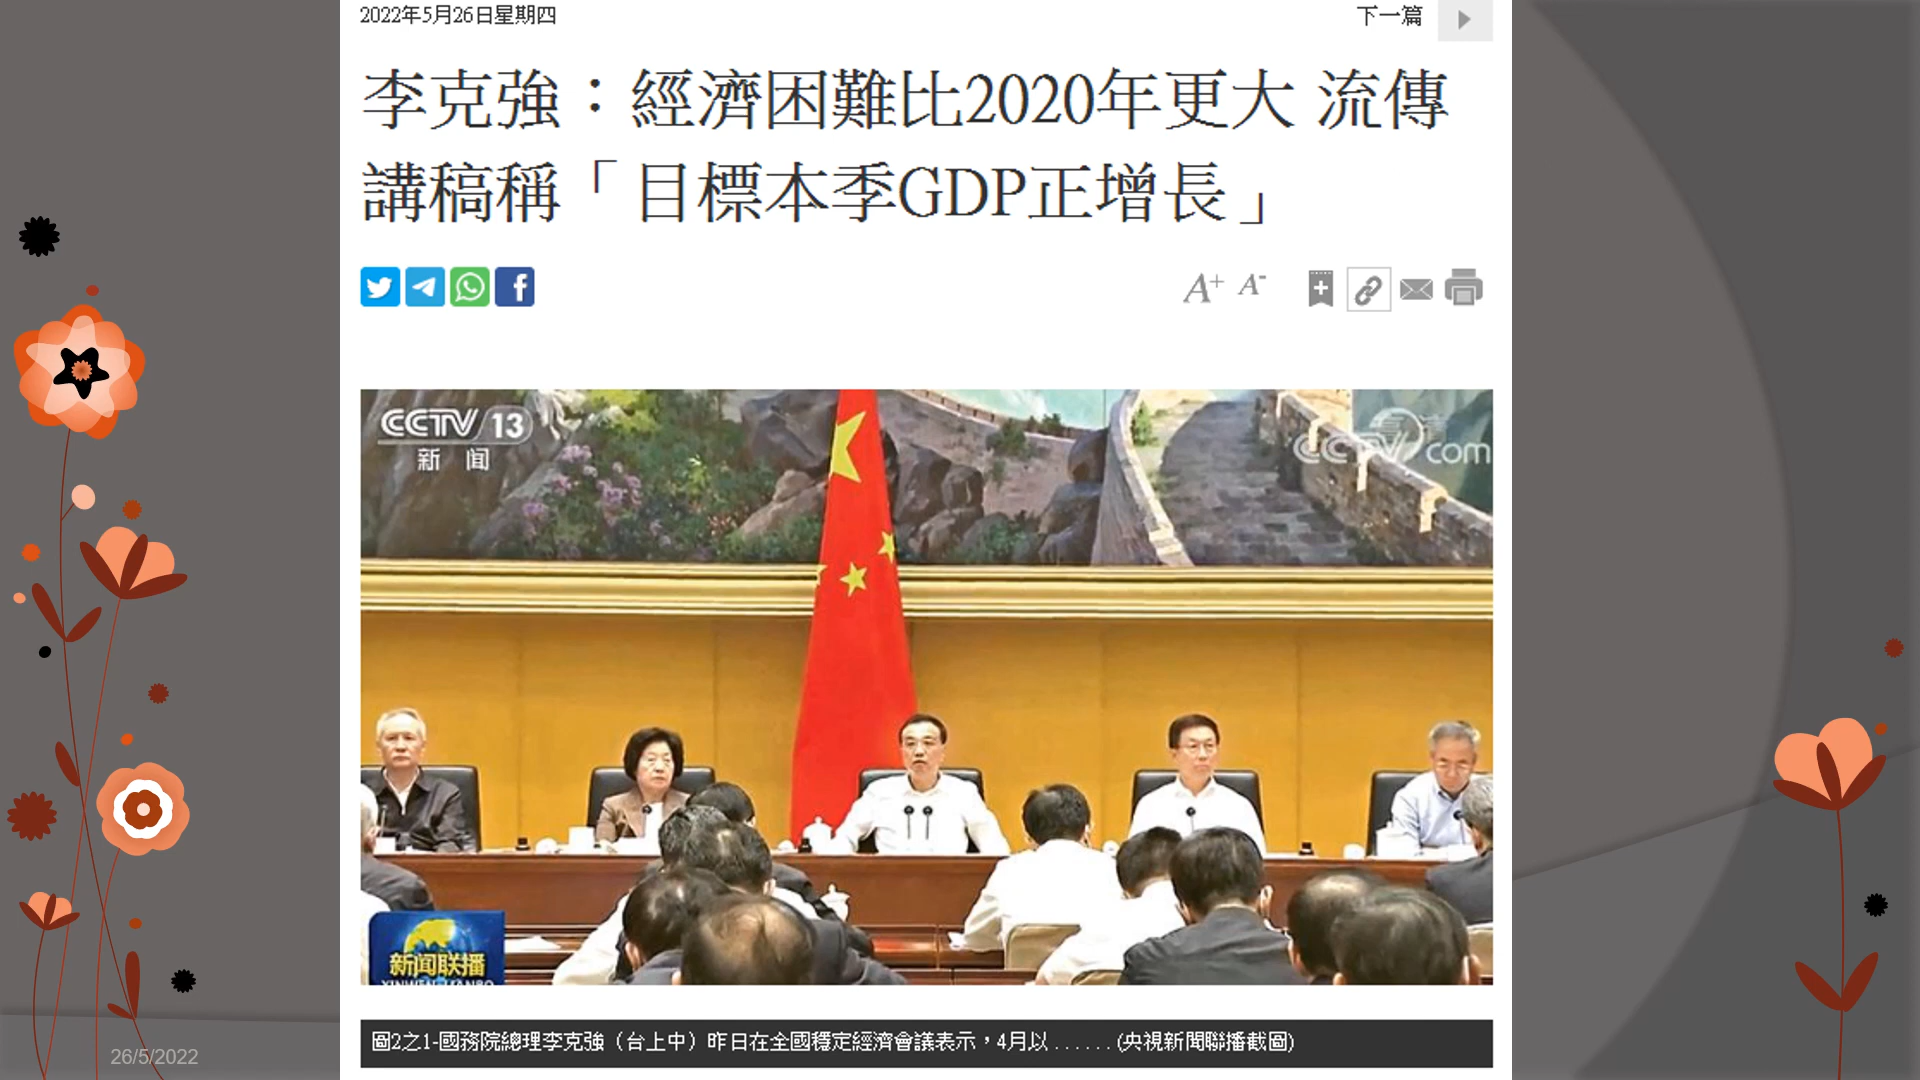 2022年5月26日星期四
下一篇
李克強：經濟困難比2020年更大 流傳
講稿稱「目標本季GDP正增長」
A+ A-
CCTV 13
新 闻
CCTV com
新闻联播
XINWEN LIANBO
圖2之1-國務院總理李克強（台上中）昨日在全國穩定經濟會議表示，4月以 . . . . . . (央視新聞聯播截圖)
26/5/2022